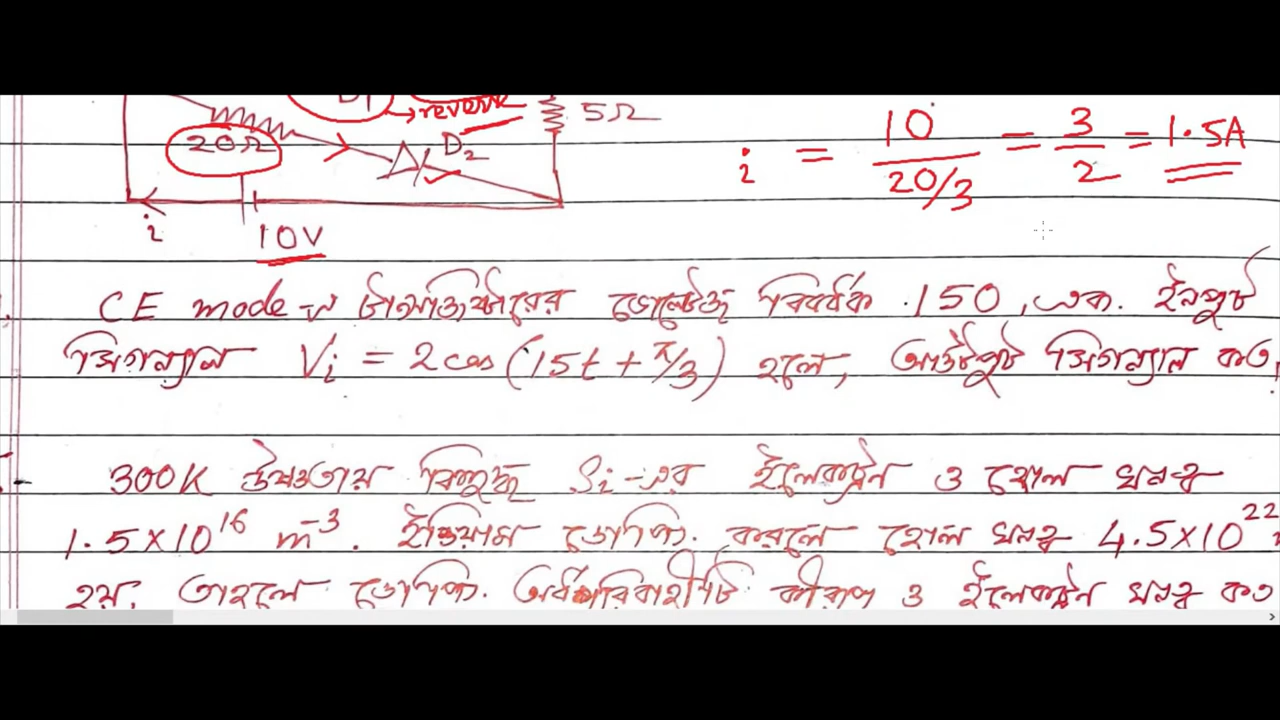 D1 → reverse
5Ω
20Ω
D2
i = 10 / 20/3 = 3/2 = 1.5A
i
10V
CE mode-এ ট্রানজিস্টারের ভোল্টেজ বিবর্ধক 150, এক. ইনপুট
সিগন্যাল Vi = 2cos(15t + π/3) হলে, আউটপুট সিগন্যাল কত
300K উষ্ণতায় বিশুদ্ধ Si-এর ইলেকট্রন ও হোল ঘনত্ব
1.5×10^16 m^-3. ইন্ডিয়াম ডোপিং করলে হোল ঘনত্ব 4.5×10^22
হয়, তাহলে ডোপিং অর্ধপরিবাহীটি কীরূপ ও ইলেকট্রন ঘনত্ব কত